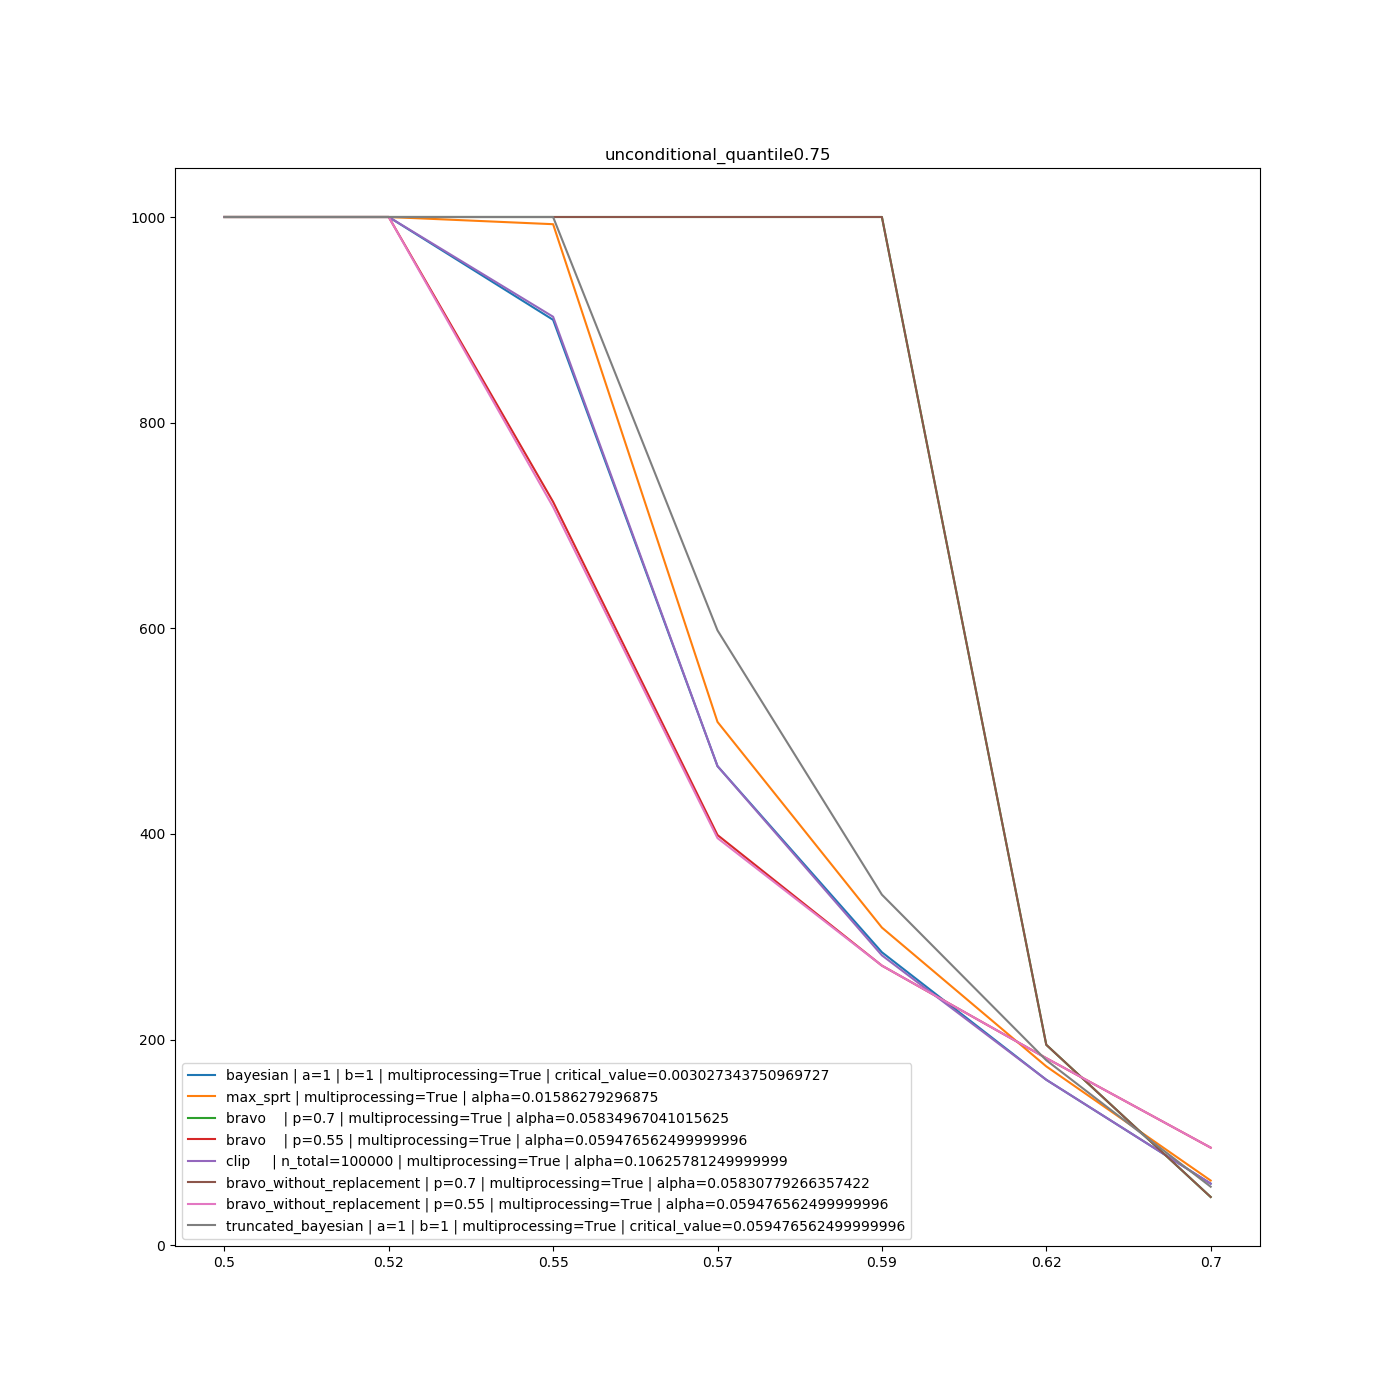 unconditional_quantile0.75
1000
800
600
400
200
0
bayesian | a=1 | b=1 | multiprocessing=True | critical_value=0.003027343750969727
max_sprt | multiprocessing=True | alpha=0.01586279296875
bravo    | p=0.7 | multiprocessing=True | alpha=0.05834967041015625
bravo    | p=0.55 | multiprocessing=True | alpha=0.059476562499999996
clip     | n_total=100000 | multiprocessing=True | alpha=0.10625781249999999
bravo_without_replacement | p=0.7 | multiprocessing=True | alpha=0.05830779266357422
bravo_without_replacement | p=0.55 | multiprocessing=True | alpha=0.059476562499999996
truncated_bayesian | a=1 | b=1 | multiprocessing=True | critical_value=0.059476562499999996
0.5 0.52 0.55 0.57 0.59 0.62 0.7